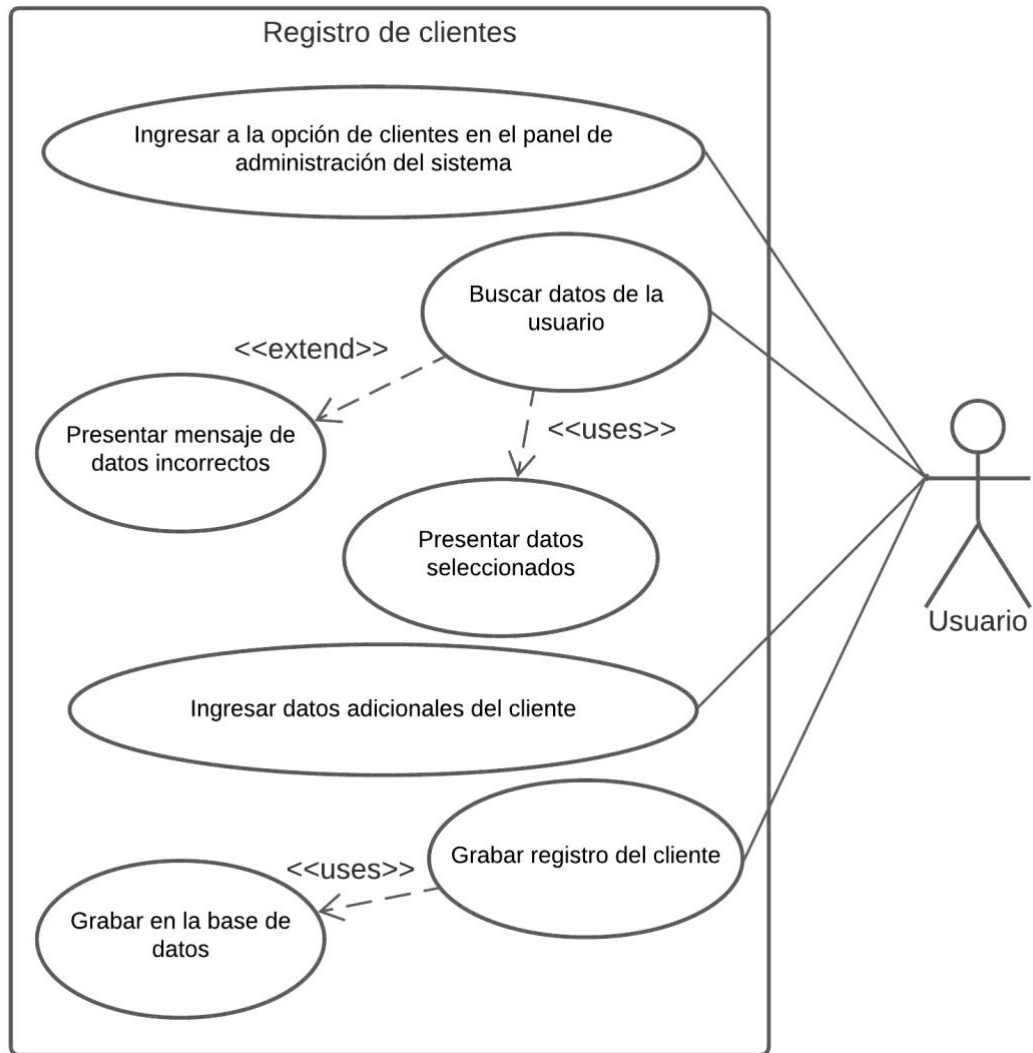 Registro de clientes
Ingresar a la opción de clientes en el panel de
administración del sistema
Buscar datos de la
usuario
<<extend>>
Presentar mensaje de
datos incorrectos
<<uses>>
Presentar datos
seleccionados
Usuario
Ingresar datos adicionales del cliente
Grabar registro del cliente
<<uses>>
Grabar en la base de
datos